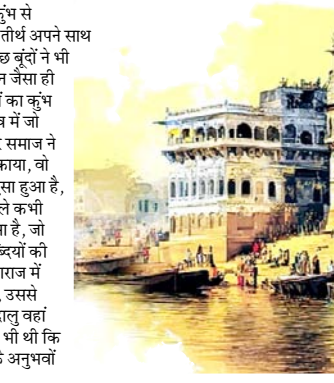 कुंभ से
तीर्थ अपने साथ
छ बूंदों ने भी
न जैसा ही
ं का कुंभ
व में जो
समाज ने
काया, वो
सा हुआ है,
ले कभी
ा है, जो
ब्दियों की
राज में
उससे
ालु वहां
भी थी कि
अनुभवों